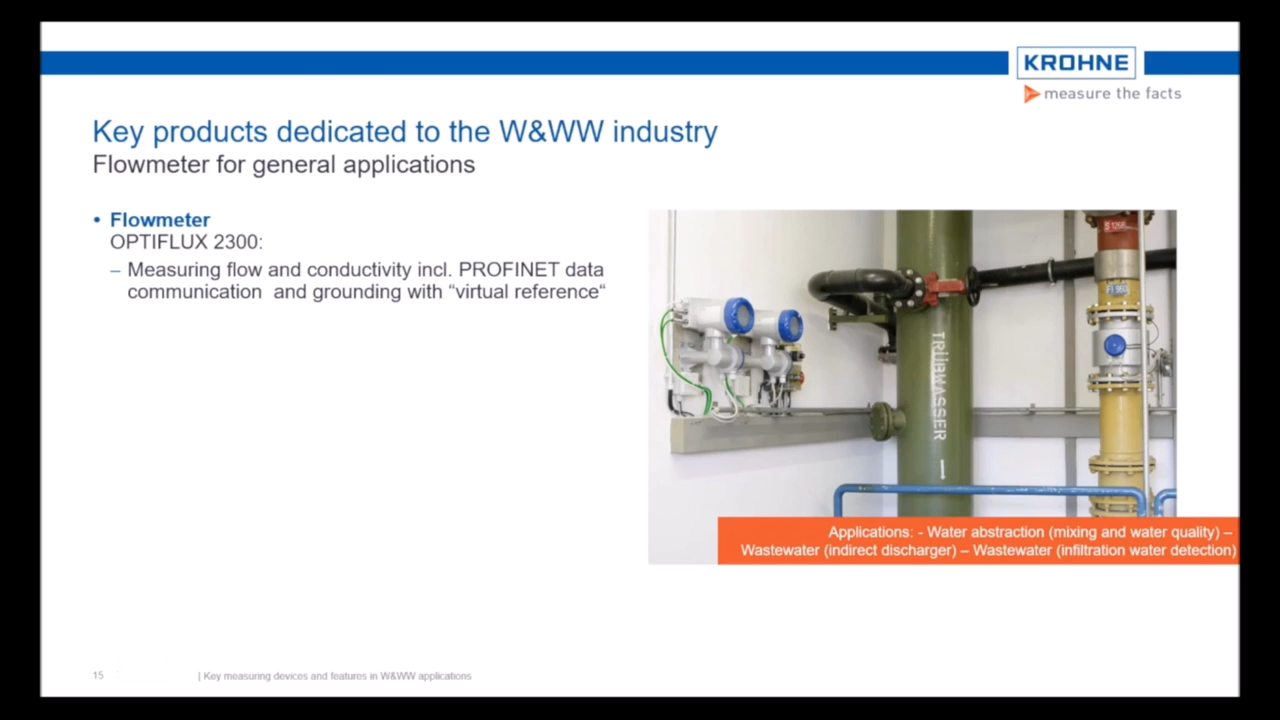 KROHNE
measure the facts
Key products dedicated to the W&WW industry
Flowmeter for general applications
• Flowmeter
OPTIFLUX 2300:
– Measuring flow and conductivity incl. PROFINET data
communication and grounding with “virtual reference“
TRÜBWASSER
Applications: - Water abstraction (mixing and water quality) –
Wastewater (indirect discharger) – Wastewater (infiltration water detection)
15
| Key measuring devices and features in W&WW applications